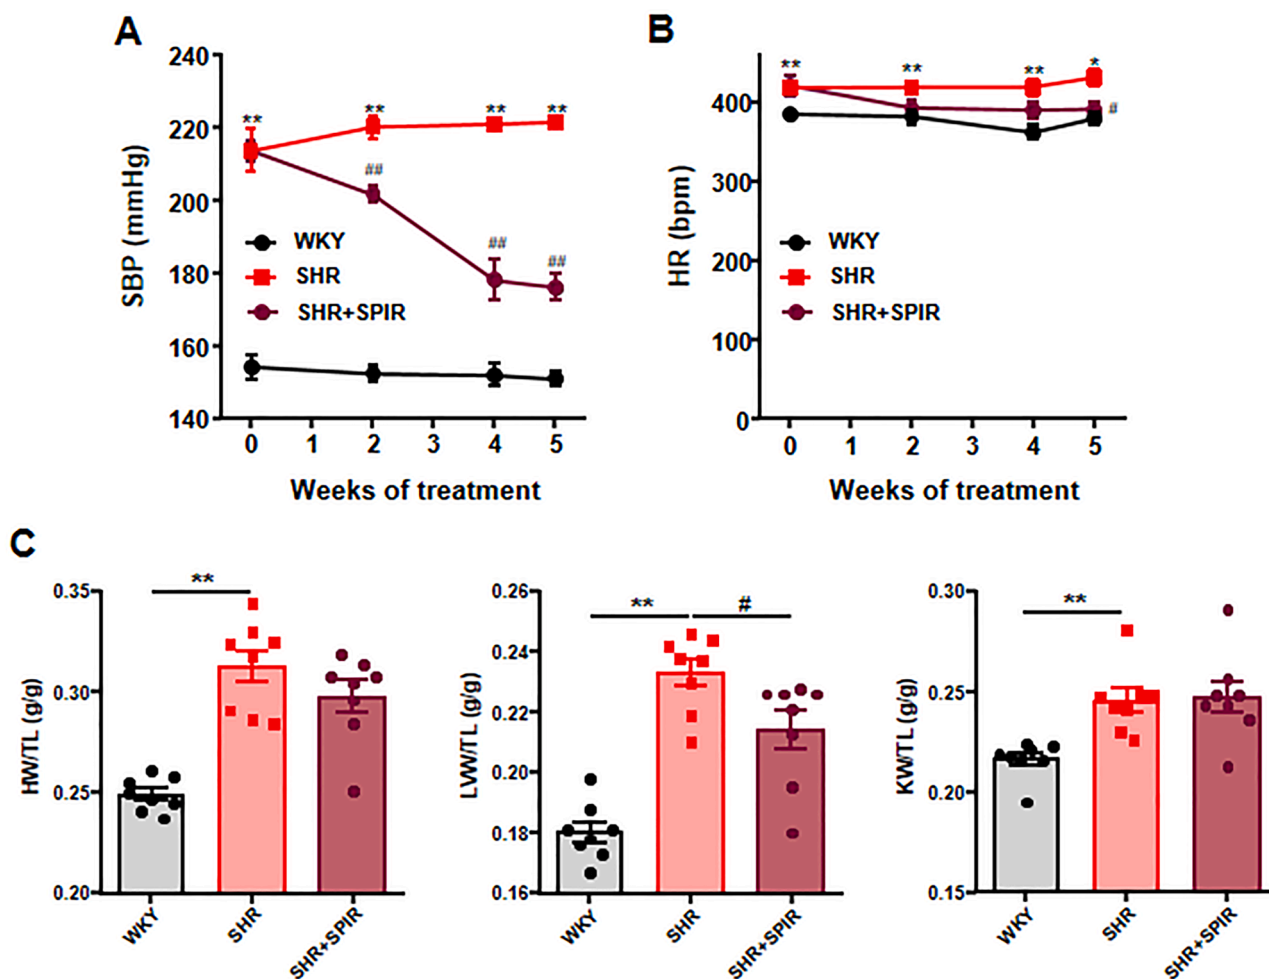 A
240
220
200
180
160
140
SBP (mmHg)
** ** ** **
## ## ##
WKY
SHR
SHR+SPIR
0 1 2 3 4 5
Weeks of treatment
B
400
300
200
100
0
HR (bpm)
** ** ** *
#
WKY
SHR
SHR+SPIR
0 1 2 3 4 5
Weeks of treatment
C
0.35
0.30
0.25
0.20
HW/TL (g/g)
**
WKY SHR SHR+SPIR
0.26
0.24
0.22
0.20
0.18
0.16
LVW/TL (g/g)
** #
WKY SHR SHR+SPIR
0.30
0.25
0.20
0.15
KW/TL (g/g)
**
WKY SHR SHR+SPIR